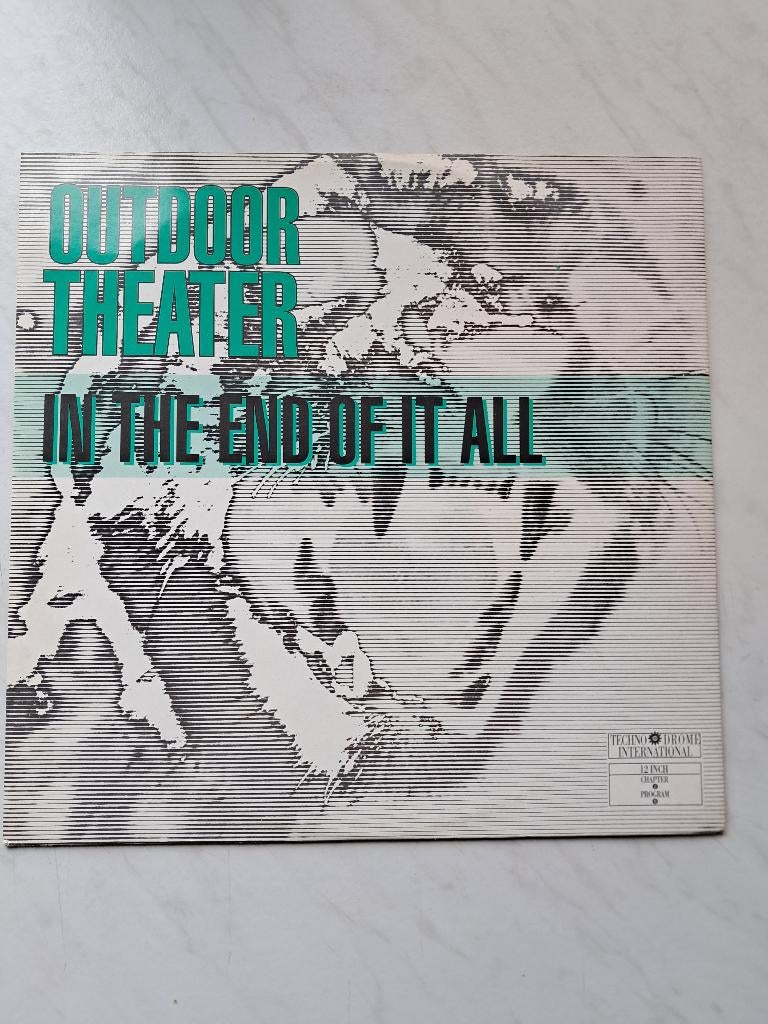 OUTDOOR
THEATER
IN THE END OF IT ALL
TECHNO DROME
INTERNATIONAL
12 INCH
CHAPTER
PROGRAM